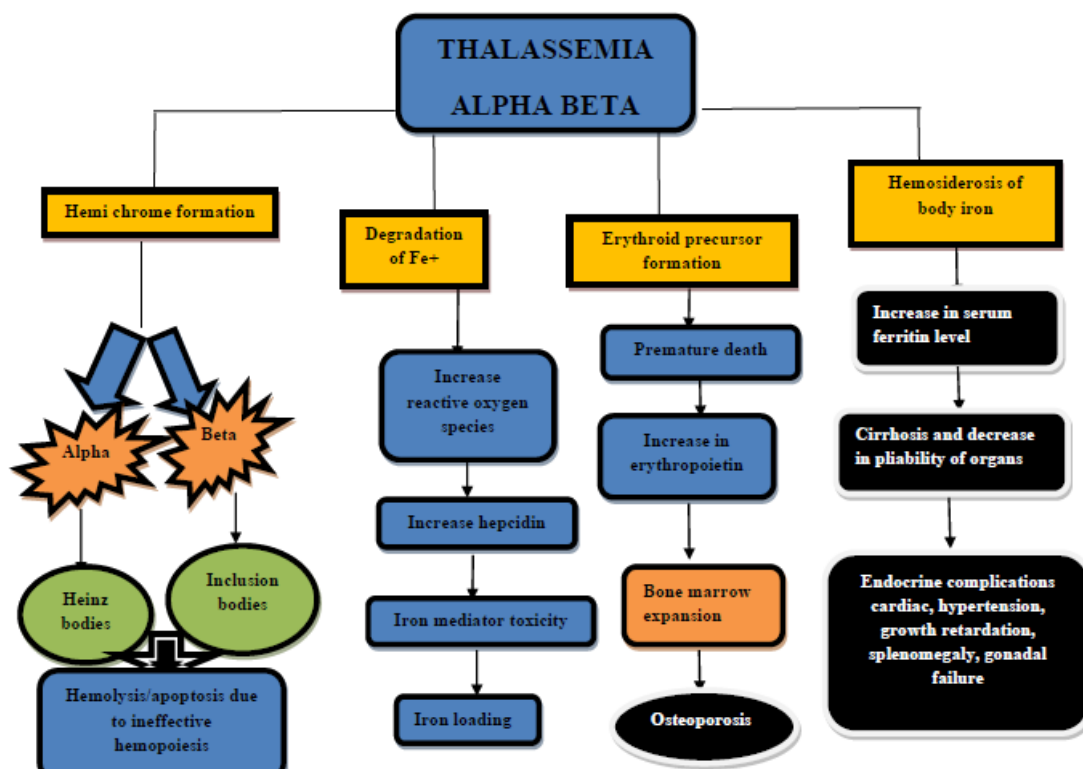 THALASSEMIA
ALPHA BETA
Hemi chrome formation
Alpha
Beta
Heinz
bodies
Inclusion
bodies
Hemolysis/apoptosis due
to ineffective
hemopoiesis
Degradation
of Fe+
Increase
reactive oxygen
species
Increase hepcidin
Iron mediator toxicity
Iron loading
Erythroid precursor
formation
Premature death
Increase in
erythropoietin
Bone marrow
expansion
Osteoporosis
Hemosiderosis of
body iron
Increase in serum
ferritin level
Cirrhosis and decrease
in pliability of organs
Endocrine complications
cardiac, hypertension,
growth retardation,
splenomegaly, gonadal
failure